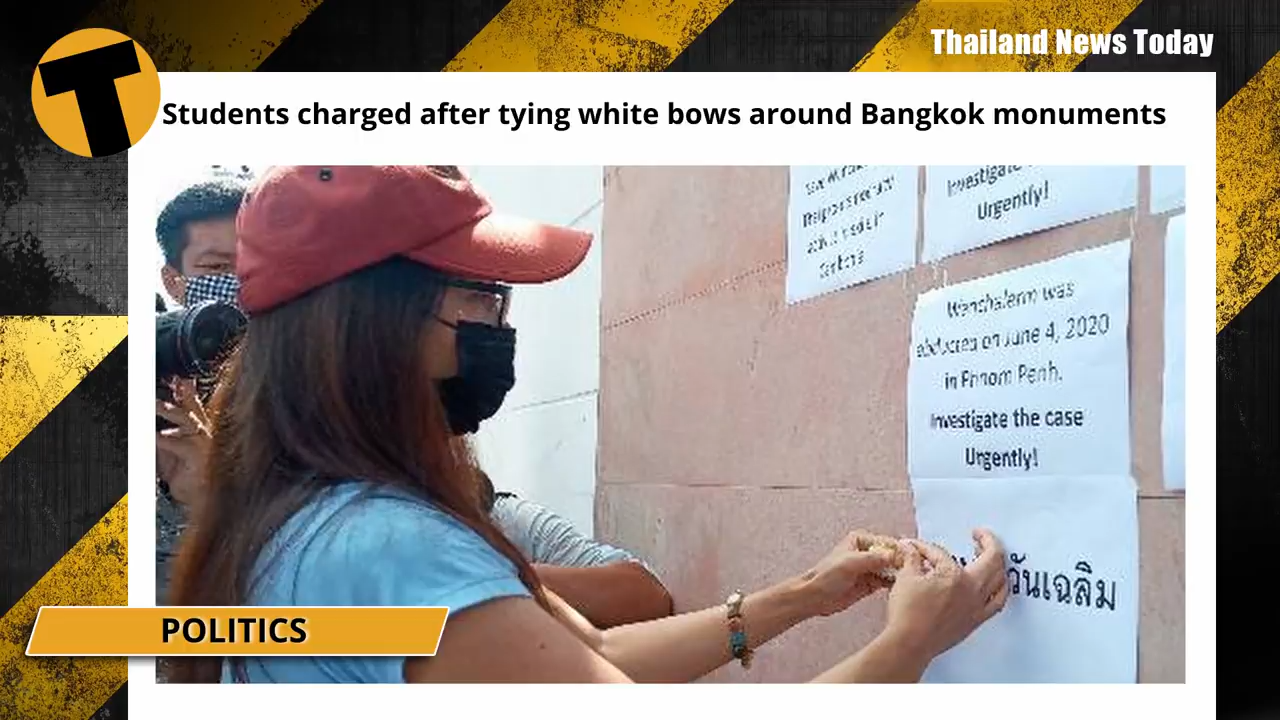 Thailand News Today
T
Students charged after tying white bows around Bangkok monuments
Investigate
Urgently!
Wanchalerm was
abducted on June 4, 2020
in Phnom Penh.
Investigate the case
Urgently!
วันเฉลิม
POLITICS